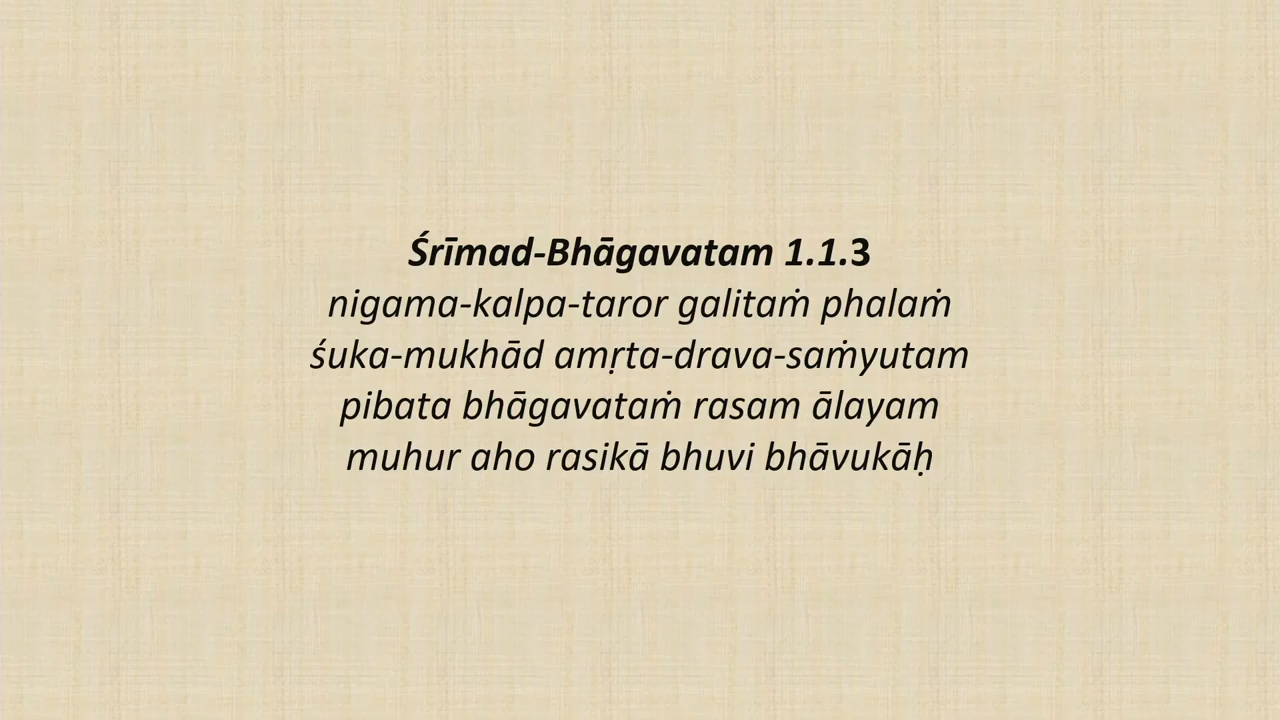 Śrīmad-Bhāgavatam 1.1.3
nigama-kalpa-taror galitaṁ phalaṁ
śuka-mukhād amṛta-drava-saṁyutam
pibata bhāgavataṁ rasam ālayam
muhur aho rasikā bhuvi bhāvukāḥ